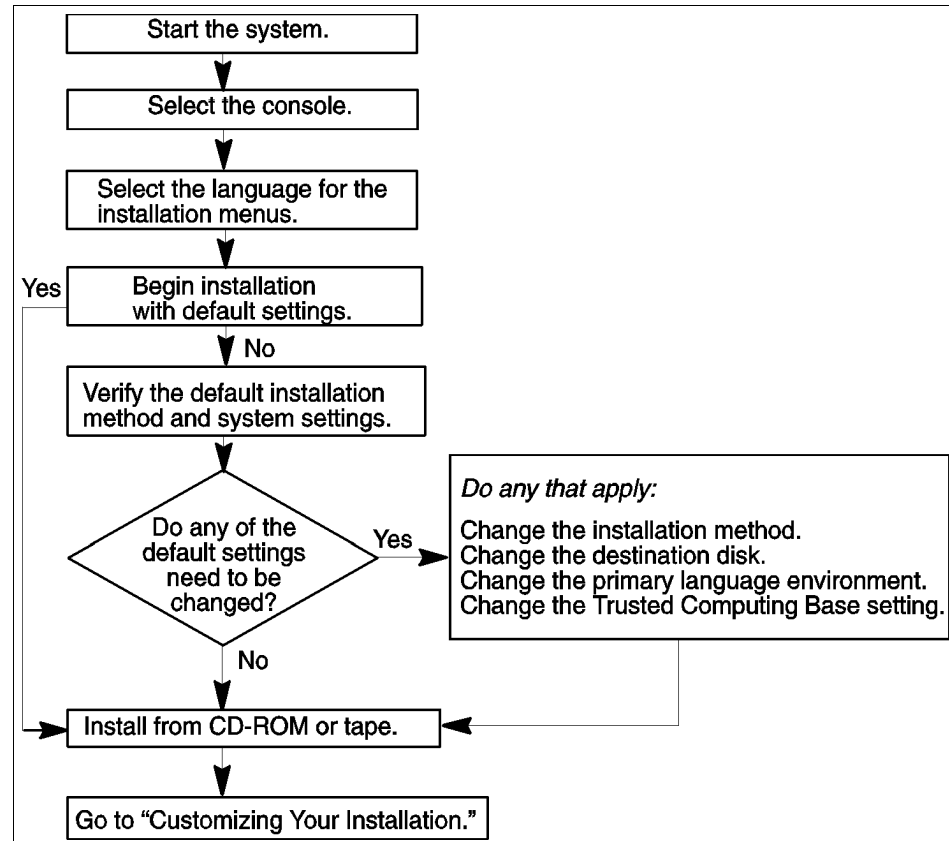 Start the system.
Select the console.
Select the language for the
installation menus.
Yes
Begin installation
with default settings.
No
Verify the default installation
method and system settings.
Do any of the
default settings
need to be
changed?
Yes
Do any that apply:
Change the installation method.
Change the destination disk.
Change the primary language environment.
Change the Trusted Computing Base setting.
No
Install from CD-ROM or tape.
Go to “Customizing Your Installation.”